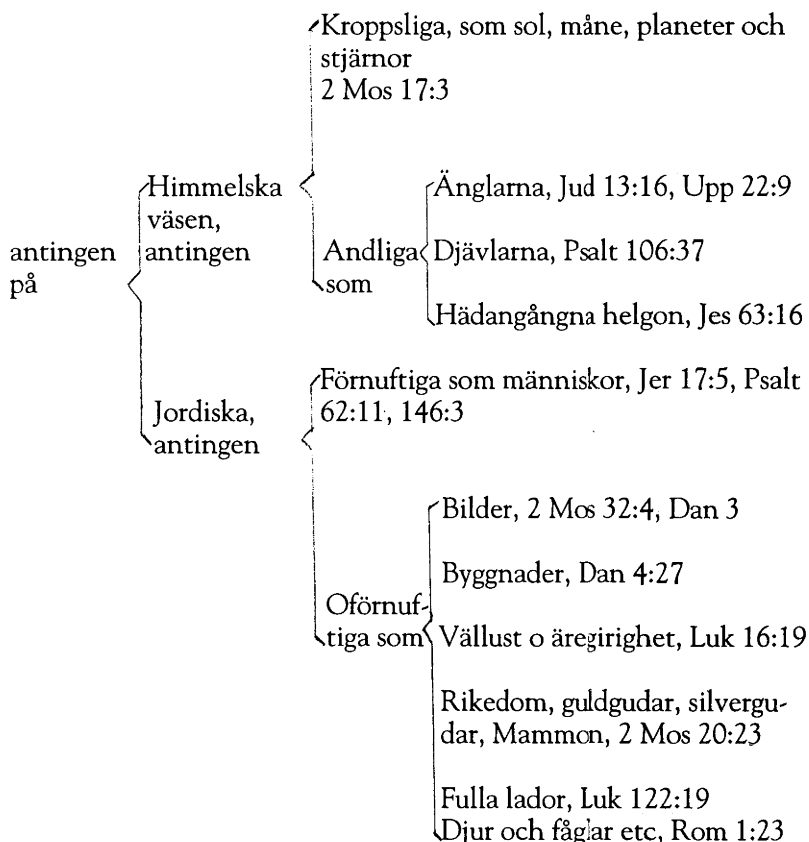 Kroppsliga, som sol, måne, planeter och
stjärnor
2 Mos 17:3
Himmelska
väsen,
antingen
Änglarna, Jud 13:16, Upp 22:9
antingen
på
Andliga
som
Djävlarna, Psalt 106:37
Hädangångna helgon, Jes 63:16
Förnuftiga som människor, Jer 17:5, Psalt
62:11, 146:3
Jordiska,
antingen
Bilder, 2 Mos 32:4, Dan 3
Byggnader, Dan 4:27
Oförnuf-
tiga som
Vällust o äregirighet, Luk 16:19
Rikedom, guldgudar, silvergu-
dar, Mammon, 2 Mos 20:23
Fulla lador, Luk 122:19
Djur och fåglar etc, Rom 1:23